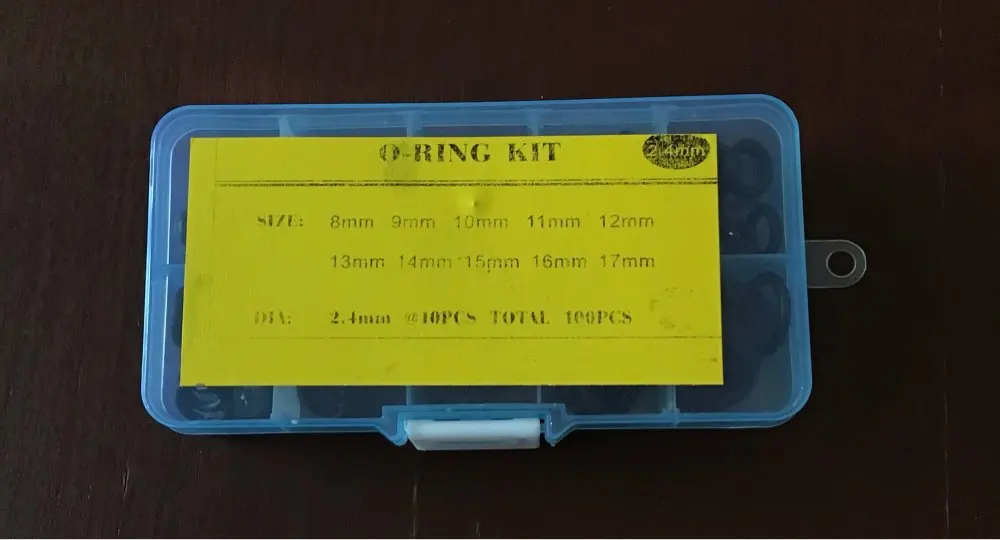 O-RING KIT 2.4mm
SIZE: 8mm 9mm 10mm 11mm 12mm
13mm 14mm 15mm 16mm 17mm
DIA: 2.4mm @10PCS TOTAL 100PCS